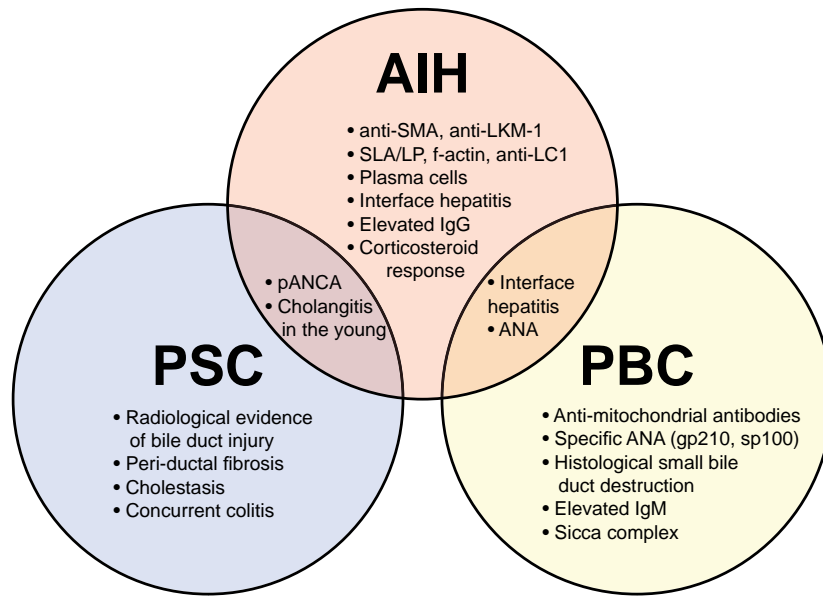 AIH
• anti-SMA, anti-LKM-1
• SLA/LP, f-actin, anti-LC1
• Plasma cells
• Interface hepatitis
• Elevated IgG
• Corticosteroid
response
• pANCA
• Cholangitis
in the young
• Interface
hepatitis
• ANA
PSC
• Radiological evidence
of bile duct injury
• Peri-ductal fibrosis
• Cholestasis
• Concurrent colitis
PBC
• Anti-mitochondrial antibodies
• Specific ANA (gp210, sp100)
• Histological small bile
duct destruction
• Elevated IgM
• Sicca complex